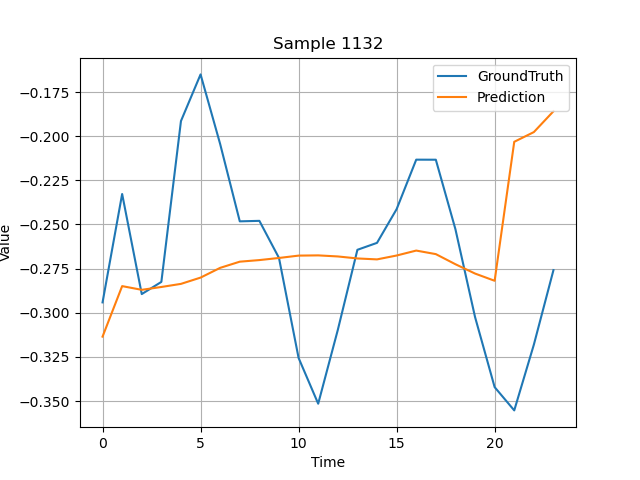 Sample 1132
GroundTruth
Prediction
−0.175
−0.200
−0.225
−0.250
−0.275
−0.300
−0.325
−0.350
Value
0 5 10 15 20
Time